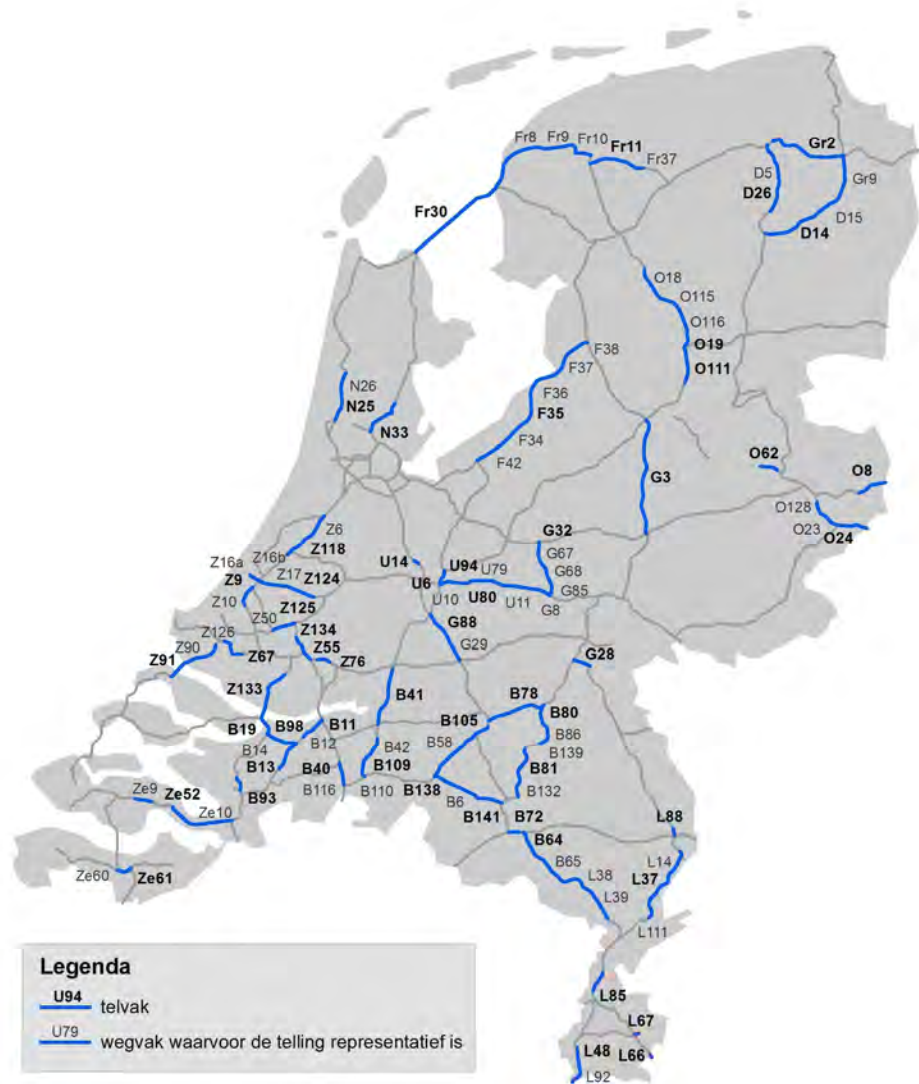 Fr8 Fr9 Fr10
Fr11
Fr37
Gr2
D5
Gr9
D26
D15
D14
Fr30
O18
O115
O116
O19
O111
F38
F37
F36
F35
F34
F42
N26
N25
N33
G3
O62
O8
O128
O23
O24
Z6
Z16b
Z118
Z16a
Z9
Z17
Z124
Z10
Z125
Z50
Z126
Z134
Z90
Z91
Z67
Z55
Z76
Z133
U14
U94
U79
U6
U10
U80
U11
G32
G67
G68
G85
G8
G88
G29
G28
B41
B78
B80
B105
B86
B58
B139
B19
B98
B11
B14
B12
B42
B13
B40
B109
B81
B93
B116
B110
B138
B132
B6
B141
B72
B64
B65
Ze9
Ze52
Ze10
Ze60
Ze61
L88
L14
L38
L37
L39
L111
L85
L67
L48
L66
L92
Legenda
U94 telvak
U79 wegvak waarvoor de telling representatief is